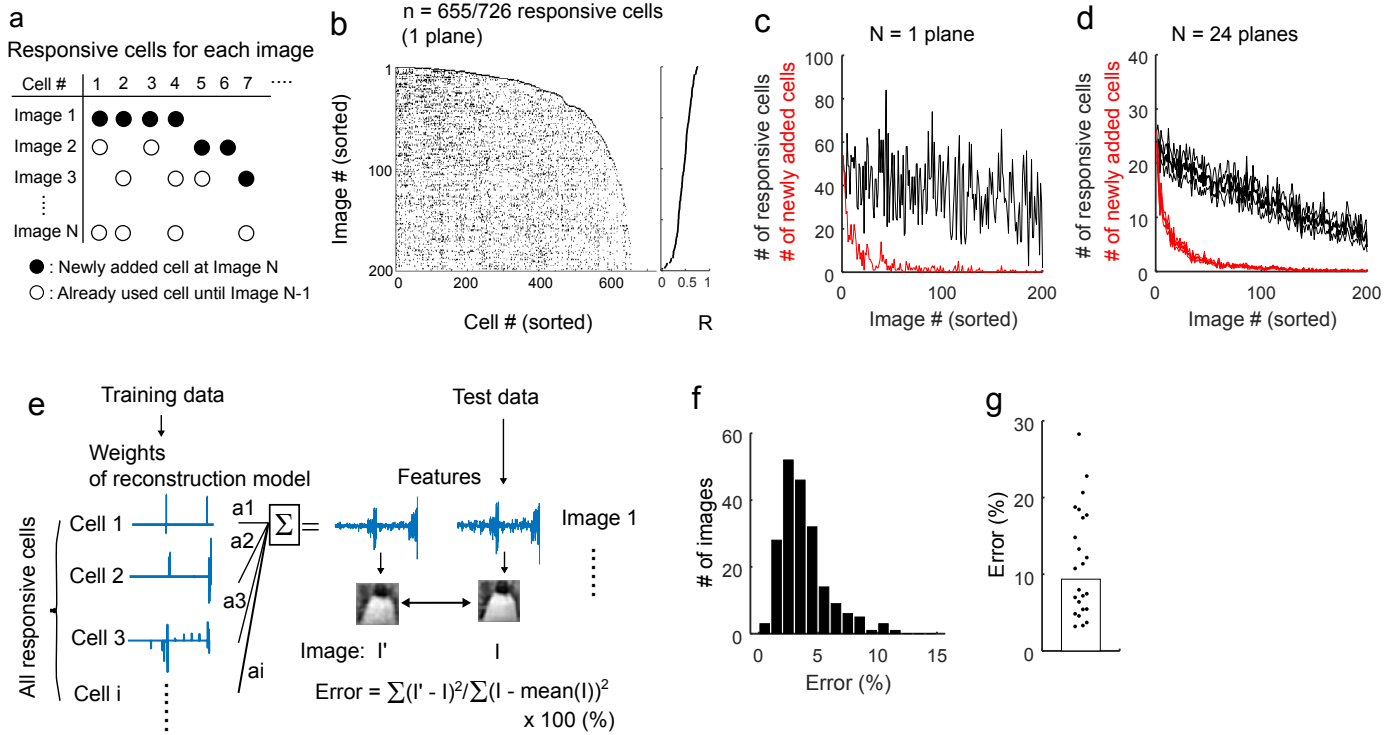 a
Responsive cells for each image
Cell # 1 2 3 4 5 6 7 ....
Image 1
Image 2
Image 3
Image N
: Newly added cell at Image N
: Already used cell until Image N-1
b
n = 655/726 responsive cells
(1 plane)
Image # (sorted)
1
100
200
0 200 400 600
Cell # (sorted)
0 0.5 1
R
c
N = 1 plane
# of responsive cells
# of newly added cells
100
80
60
40
20
0
0 100 200
Image # (sorted)
d
N = 24 planes
# of responsive cells
# of newly added cells
40
30
20
10
0
0 100 200
Image # (sorted)
e
Training data
Test data
Weights
of reconstruction model
Features
All responsive cells
Cell 1
Cell 2
Cell 3
Cell i
a1
a2
a3
ai
Σ =
Image 1
Image: I' I
Error = ∑(I' - I)²/∑(I - mean(I))²
x 100 (%)
f
# of images
60
40
20
0
0 5 10 15
Error (%)
g
Error (%)
30
20
10
0